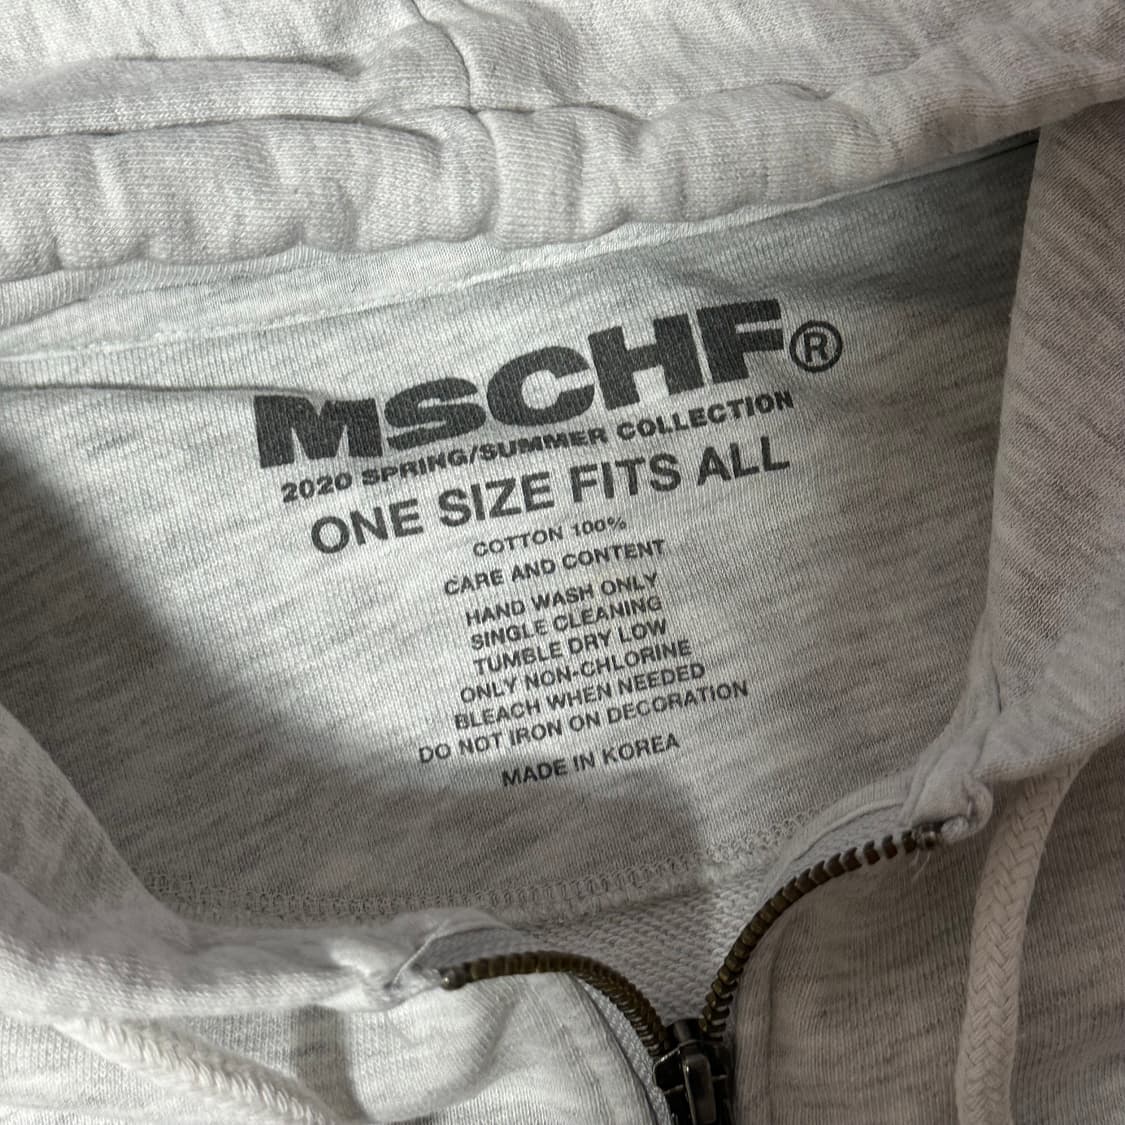 MSCHF®
2020 SPRING/SUMMER COLLECTION
ONE SIZE FITS ALL
COTTON 100%
CARE AND CONTENT
HAND WASH ONLY
SINGLE CLEANING
TUMBLE DRY LOW
ONLY NON-CHLORINE
BLEACH WHEN NEEDED
DO NOT IRON ON DECORATION
MADE IN KOREA